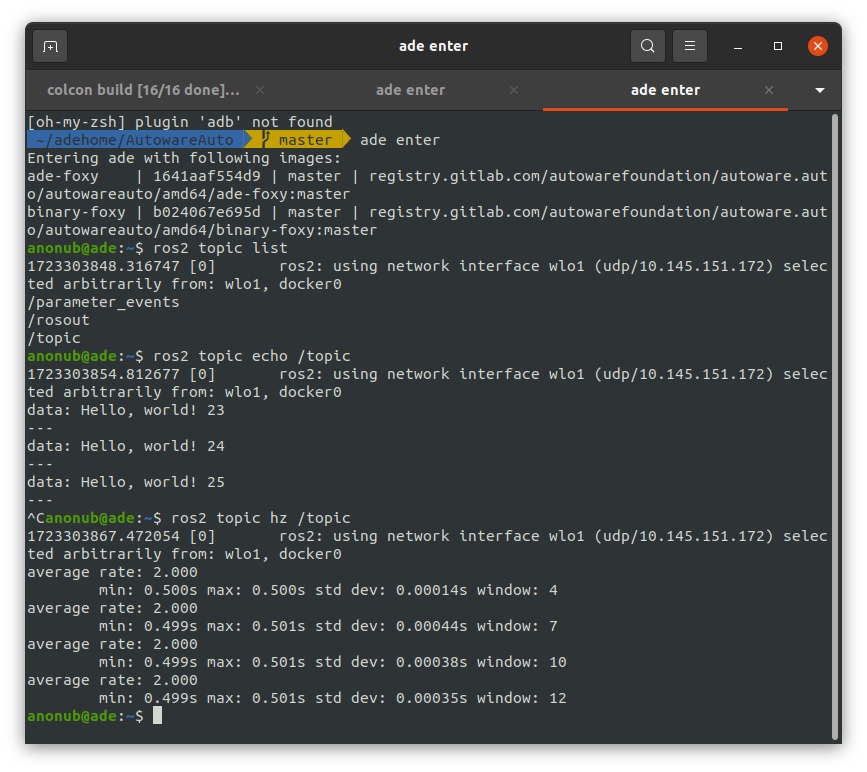 ade enter
colcon build [16/16 done]...
ade enter
ade enter
[oh-my-zsh] plugin 'adb' not found
~/adehome/AutowareAuto master ade enter
Entering ade with following images:
ade-foxy    | 1641aaf554d9 | master | registry.gitlab.com/autowarefoundation/autoware.aut
o/autowareauto/amd64/ade-foxy:master
binary-foxy | b024067e695d | master | registry.gitlab.com/autowarefoundation/autoware.aut
o/autowareauto/amd64/binary-foxy:master
anonub@ade:~$ ros2 topic list
1723303848.316747 [0]       ros2: using network interface wlo1 (udp/10.145.151.172) selec
ted arbitrarily from: wlo1, docker0
/parameter_events
/rosout
/topic
anonub@ade:~$ ros2 topic echo /topic
1723303854.812677 [0]       ros2: using network interface wlo1 (udp/10.145.151.172) selec
ted arbitrarily from: wlo1, docker0
data: Hello, world! 23
---
data: Hello, world! 24
---
data: Hello, world! 25
---
^Canonub@ade:~$ ros2 topic hz /topic
1723303867.472054 [0]       ros2: using network interface wlo1 (udp/10.145.151.172) selec
ted arbitrarily from: wlo1, docker0
average rate: 2.000
        min: 0.500s max: 0.500s std dev: 0.00014s window: 4
average rate: 2.000
        min: 0.499s max: 0.501s std dev: 0.00044s window: 7
average rate: 2.000
        min: 0.499s max: 0.501s std dev: 0.00038s window: 10
average rate: 2.000
        min: 0.499s max: 0.501s std dev: 0.00035s window: 12
anonub@ade:~$